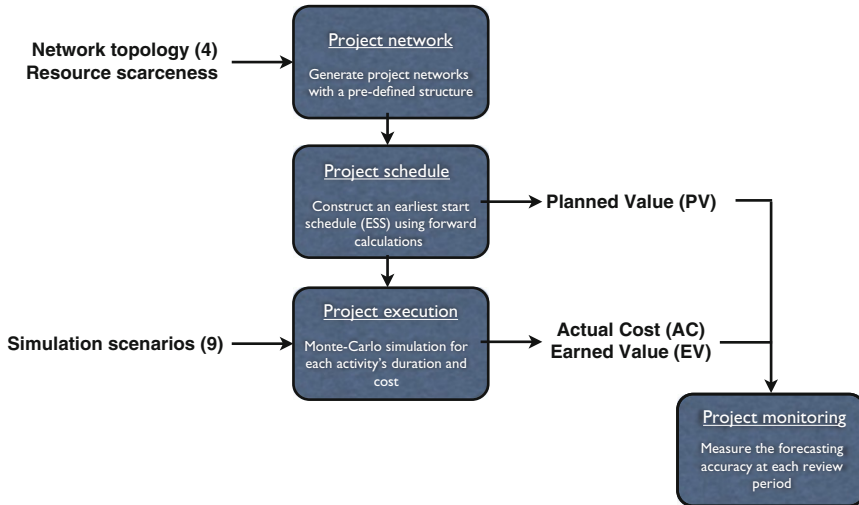 Network topology (4)
Resource scarceness
Project network
Generate project networks
with a pre-defined structure
Project schedule
Construct an earliest start
schedule (ESS) using forward
calculations
Planned Value (PV)
Simulation scenarios (9)
Project execution
Monte-Carlo simulation for
each activity's duration and
cost
Actual Cost (AC)
Earned Value (EV)
Project monitoring
Measure the forecasting
accuracy at each review
period